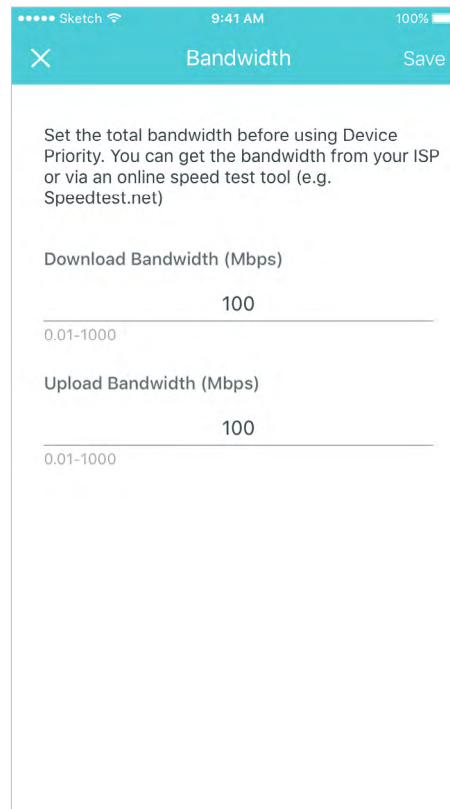 Sketch 9:41 AM 100%
Bandwidth Save
Set the total bandwidth before using Device
Priority. You can get the bandwidth from your ISP
or via an online speed test tool (e.g.
Speedtest.net)
Download Bandwidth (Mbps)
100
0.01-1000
Upload Bandwidth (Mbps)
100
0.01-1000